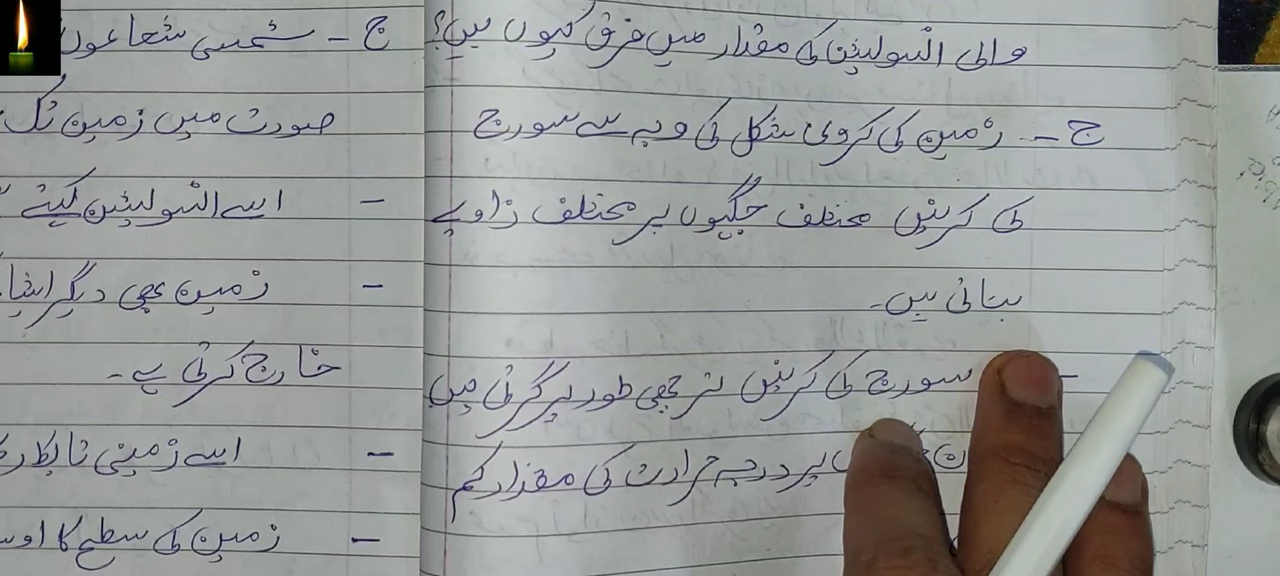 والی انسولیشن کی مقدار میں فرق کیوں ہیں؟
ج - زمین کی کروی شکل کی وجہ سے سورج
کی کرنیں مختلف جگہوں پر مختلف زاویے
بناتی ہیں۔
- سورج کی کرنیں ترچھی طور پر گرتی ہیں
پر درجہ حرارت کی مقدار کم
ج - شمسی شعاعوں
صورت میں زمین تک
- اسے انسولیشن کہتے
- زمین بھی دیگر اشیا
خارج کرتی ہے۔
- اسے زمینی تابکاری
- زمین کی سطح کا اوس